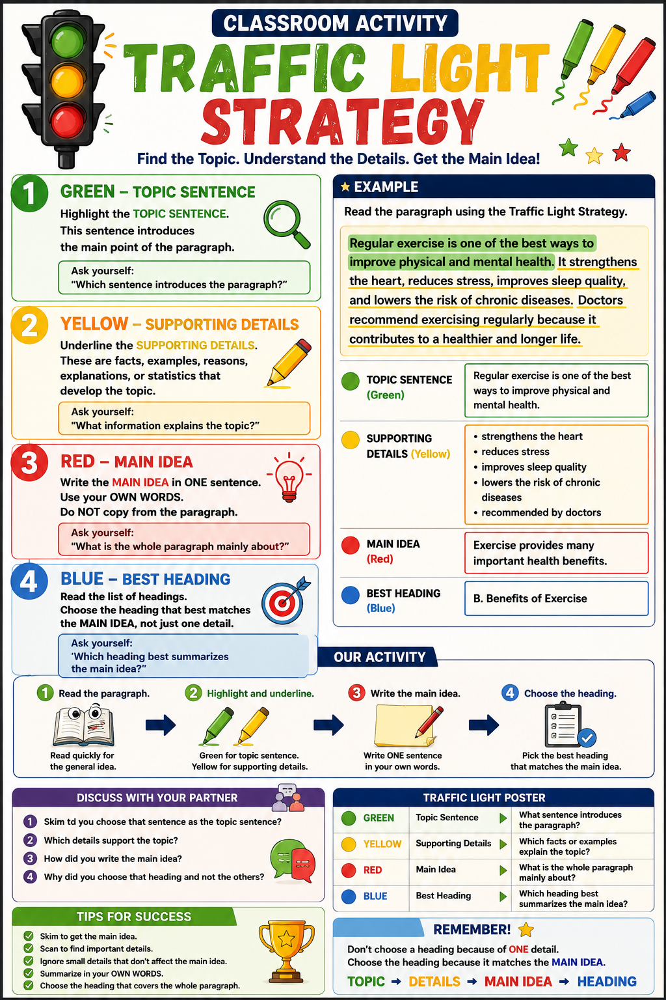 CLASSROOM ACTIVITY
TRAFFIC LIGHT
STRATEGY
Find the Topic. Understand the Details. Get the Main Idea!
1
GREEN – TOPIC SENTENCE
Highlight the TOPIC SENTENCE.
This sentence introduces
the main point of the paragraph.
Ask yourself:
"Which sentence introduces the paragraph?"
2
YELLOW – SUPPORTING DETAILS
Underline the SUPPORTING DETAILS.
These are facts, examples, reasons,
explanations, or statistics that
develop the topic.
Ask yourself:
"What information explains the topic?"
3
RED – MAIN IDEA
Write the MAIN IDEA in ONE sentence.
Use your OWN WORDS.
Do NOT copy from the paragraph.
Ask yourself:
"What is the whole paragraph mainly about?"
4
BLUE – BEST HEADING
Read the list of headings.
Choose the heading that best matches
the MAIN IDEA, not just one detail.
Ask yourself:
'Which heading best summarizes
the main idea?"
EXAMPLE
Read the paragraph using the Traffic Light Strategy.
Regular exercise is one of the best ways to
improve physical and mental health. It strengthens
the heart, reduces stress, improves sleep quality,
and lowers the risk of chronic diseases. Doctors
recommend exercising regularly because it
contributes to a healthier and longer life.
TOPIC SENTENCE
(Green)
Regular exercise is one of the best
ways to improve physical and
mental health.
SUPPORTING
DETAILS (Yellow)
• strengthens the heart
• reduces stress
• improves sleep quality
• lowers the risk of chronic
diseases
• recommended by doctors
MAIN IDEA
(Red)
Exercise provides many
important health benefits.
BEST HEADING
(Blue)
B. Benefits of Exercise
OUR ACTIVITY
1 Read the paragraph.
Read quickly for
the general idea.
2 Highlight and underline.
Green for topic sentence.
Yellow for supporting details.
3 Write the main idea.
Write ONE sentence
in your own words.
4 Choose the heading.
Pick the best heading
that matches the main idea.
DISCUSS WITH YOUR PARTNER
1 Skim td you choose that sentence as the topic sentence?
2 Which details support the topic?
3 How did you write the main idea?
4 Why did you choose that heading and not the others?
TRAFFIC LIGHT POSTER
GREEN Topic Sentence What sentence introduces
the paragraph?
YELLOW Supporting Details Which facts or examples
explain the topic?
RED Main Idea What is the whole paragraph
mainly about?
BLUE Best Heading Which heading best
summarizes the main idea?
TIPS FOR SUCCESS
Skim to get the main idea.
Scan to find important details.
Ignore small details that don't affect the main idea.
Summarize in your OWN WORDS.
Choose the heading that covers the whole paragraph.
REMEMBER!
Don't choose a heading because of ONE detail.
Choose the heading because it matches the MAIN IDEA.
TOPIC → DETAILS → MAIN IDEA → HEADING